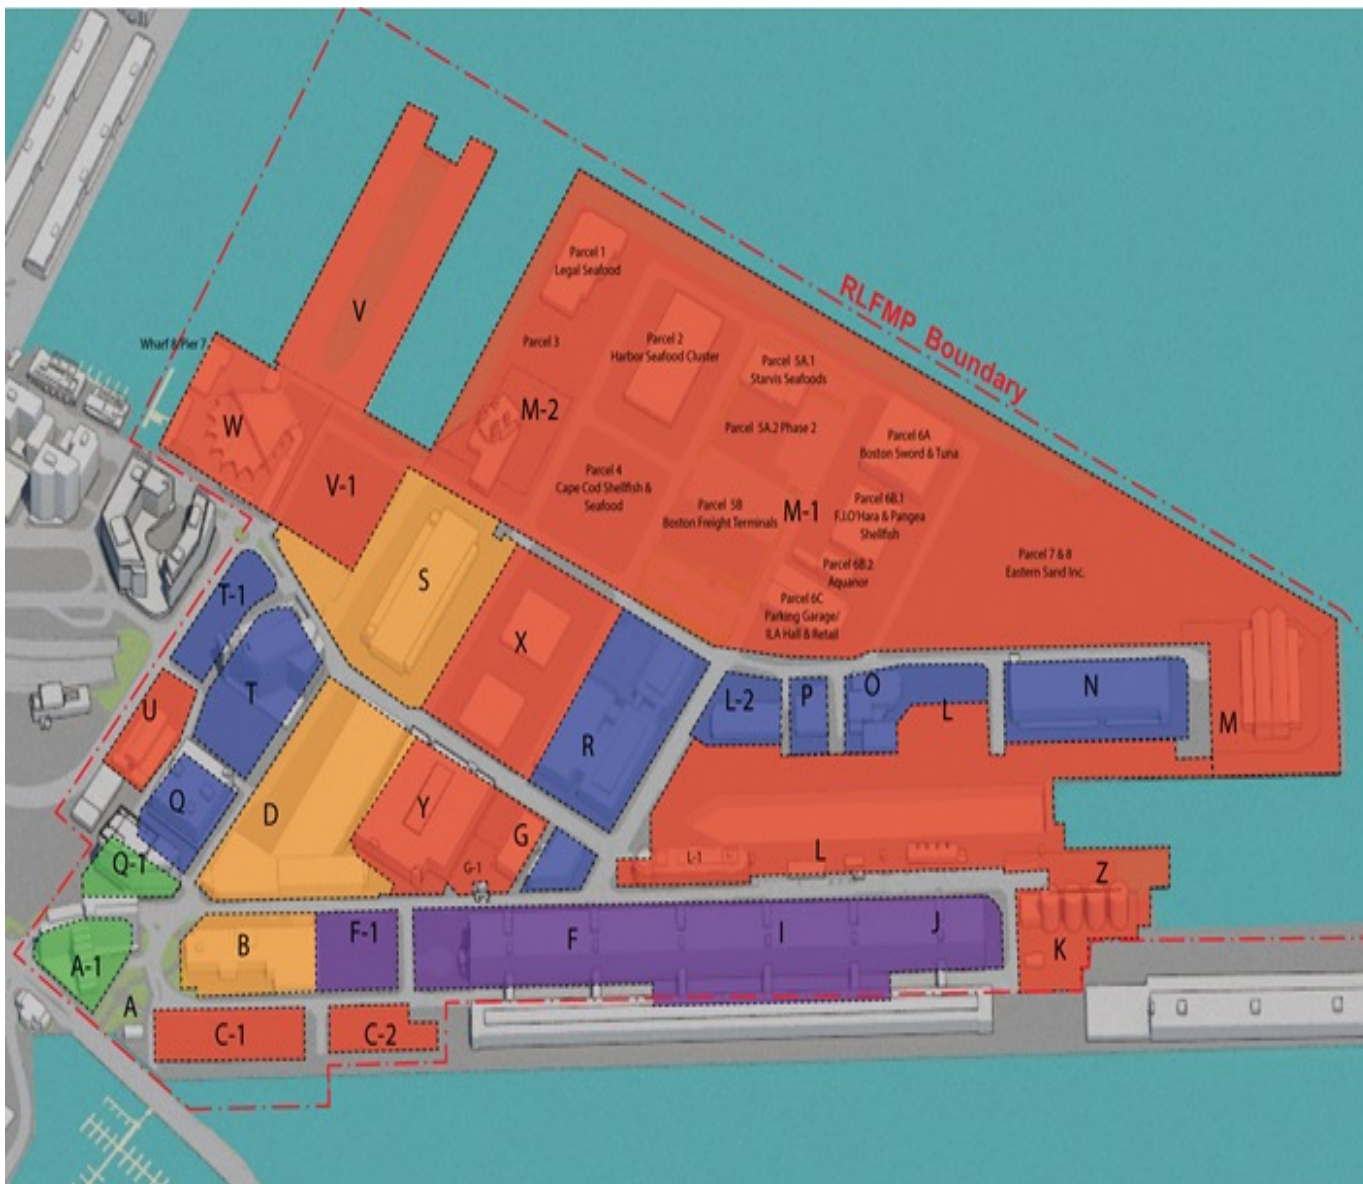 Parcel 1
Legal Seafood
RLFMP Boundary
V
Wharf 8/Pier 7
Parcel 3
Parcel 2
Harbor Seafood Cluster
Parcel 5A.1
Starvis Seafoods
W
M-2
Parcel 5A.2 Phase 2
Parcel 6A
Boston Sword & Tuna
V-1
Parcel 4
Cape Cod Shellfish &
Seafood
Parcel 5B
Boston Freight Terminals
M-1
Parcel 6B.1
F.J.O'Hara & Pangea
Shellfish
Parcel 7 & 8
Eastern Sand Inc.
Parcel 6B.2
Aquanor
Parcel 6C
Parking Garage/
ILA Hall & Retail
T-1
S
X
T
U
R
L-2
P
O
L
N
M
Q
D
Y
G
Q-1
G-1
L-1
L
Z
A-1
B
F-1
F
I
J
K
A
C-1
C-2